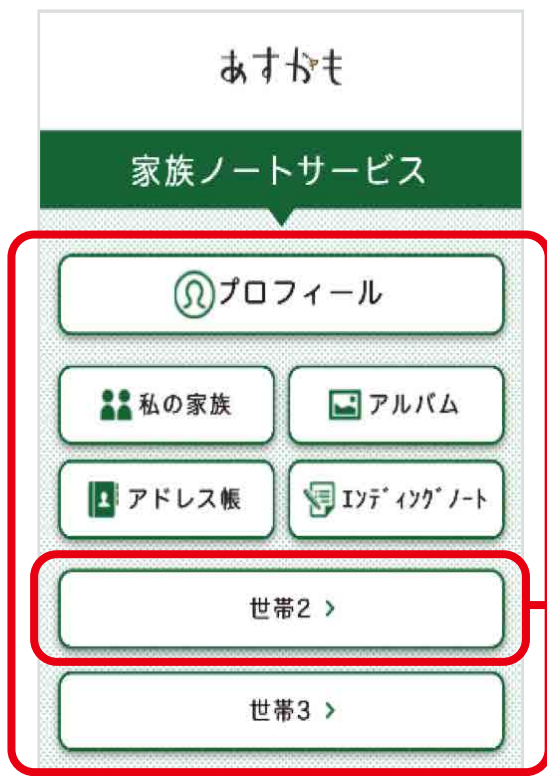 あすかも
家族ノートサービス
プロフィール
私の家族
アルバム
アドレス帳
ｴﾝﾃﾞｨﾝｸﾞﾉｰﾄ
世帯2 >
世帯3 >